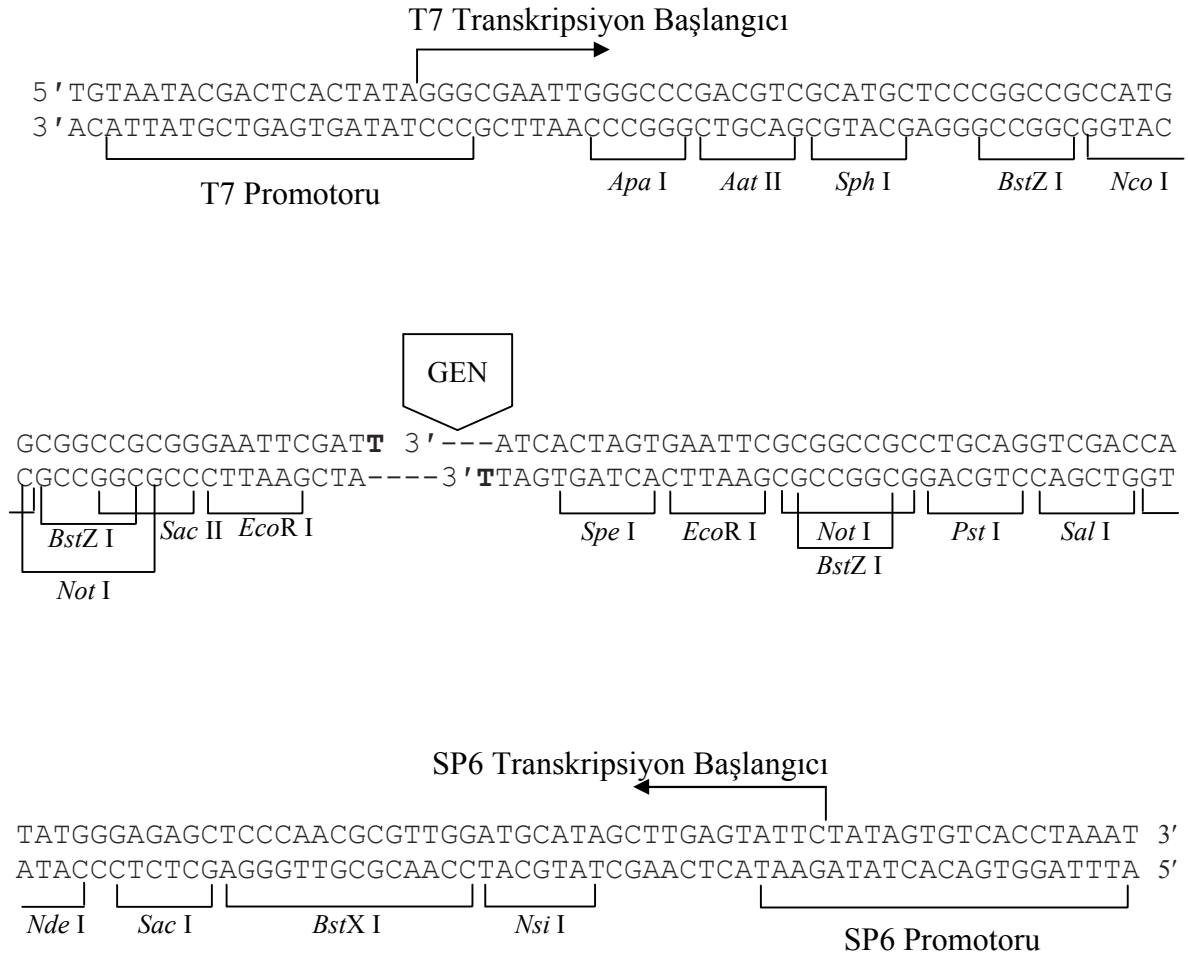 T7 Transkripsiyon Başlangıcı
5 'TGTAATACGACTCACTATAGGGCGAATTGGGCCCGACGTCGCATGCTCCCGGCCGCCATG
3 'ACATTATGCTGAGTGATATCCCGCTTAACCCGGGCTGCAGCGTACGAGGGCCGGCGGTAC
T7 Promotoru
Apa I Aat II Sph I BstZ I Nco I
GEN
GCGGCCGCGGGAATTCGATT 3'---ATCACTAGTGAATTCGCGGCCGCCTGCAGGTCGACCA
CGCCGGCGCCCTTAAGCTA----3'TTAGTGATCACTTAAGCGCCGGCGGACGTCCAGCTGGT
BstZ I Sac II EcoR I Spe I EcoR I Not I Pst I Sal I
BstZ I
Not I
SP6 Transkripsiyon Başlangıcı
TATGGGAGAGCTCCCAACGCGTTGGATGCATAGCTTGAGTATTCTATAGTGTCACCTAAAT 3'
ATACCCTCTCGAGGGTTGCGCAACCTACGTATCGAACTCATAAGATATCACAGTGGATTTA 5'
Nde I Sac I BstX I Nsi I
SP6 Promotoru